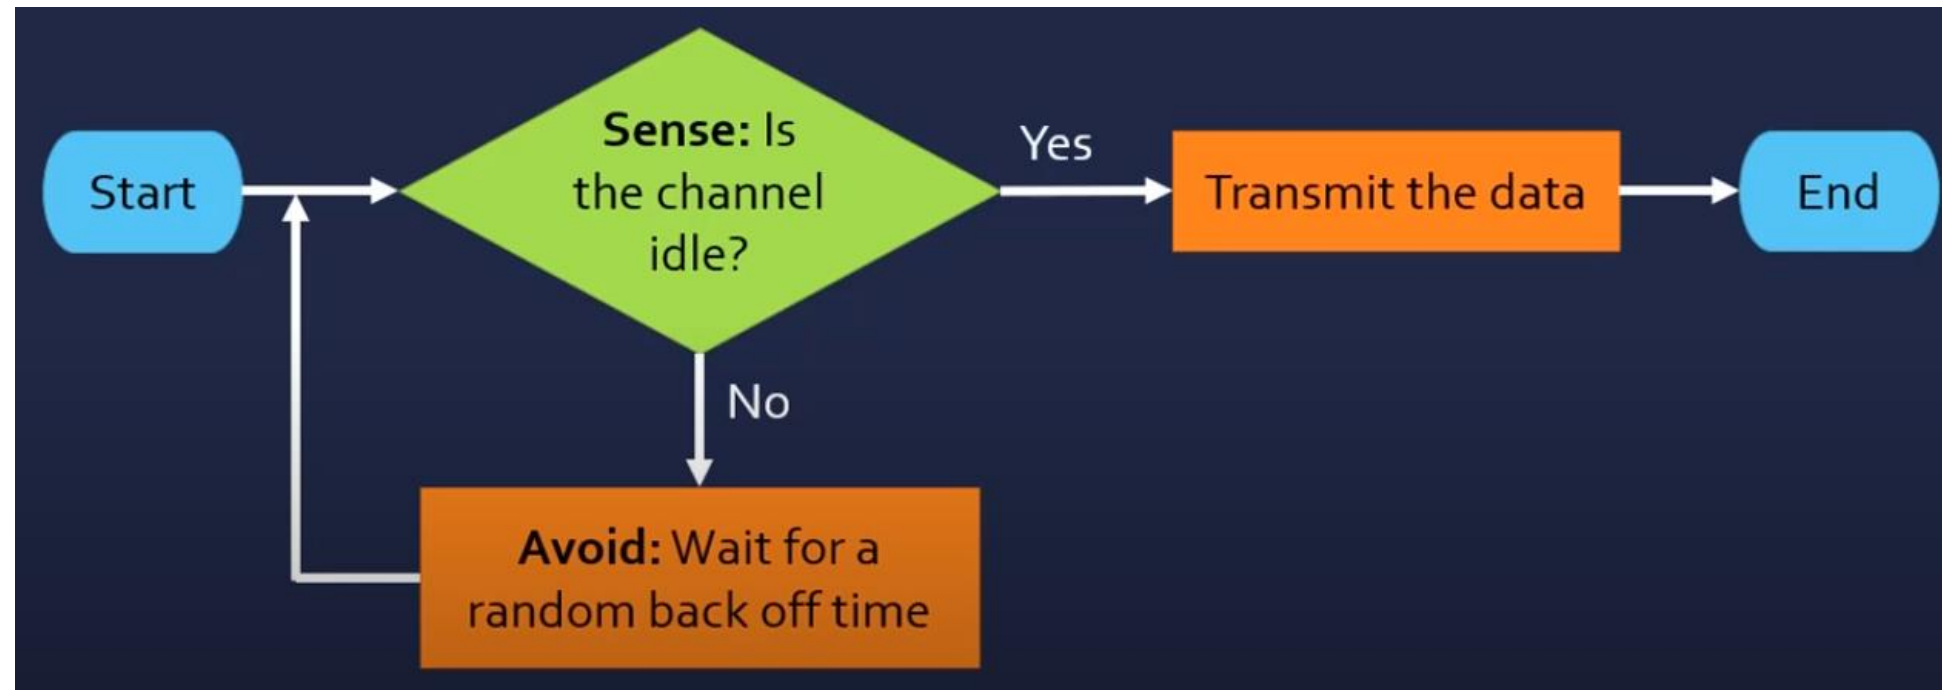 Start
Sense: Is
the channel
idle?
Yes
Transmit the data
End
No
Avoid: Wait for a
random back off time